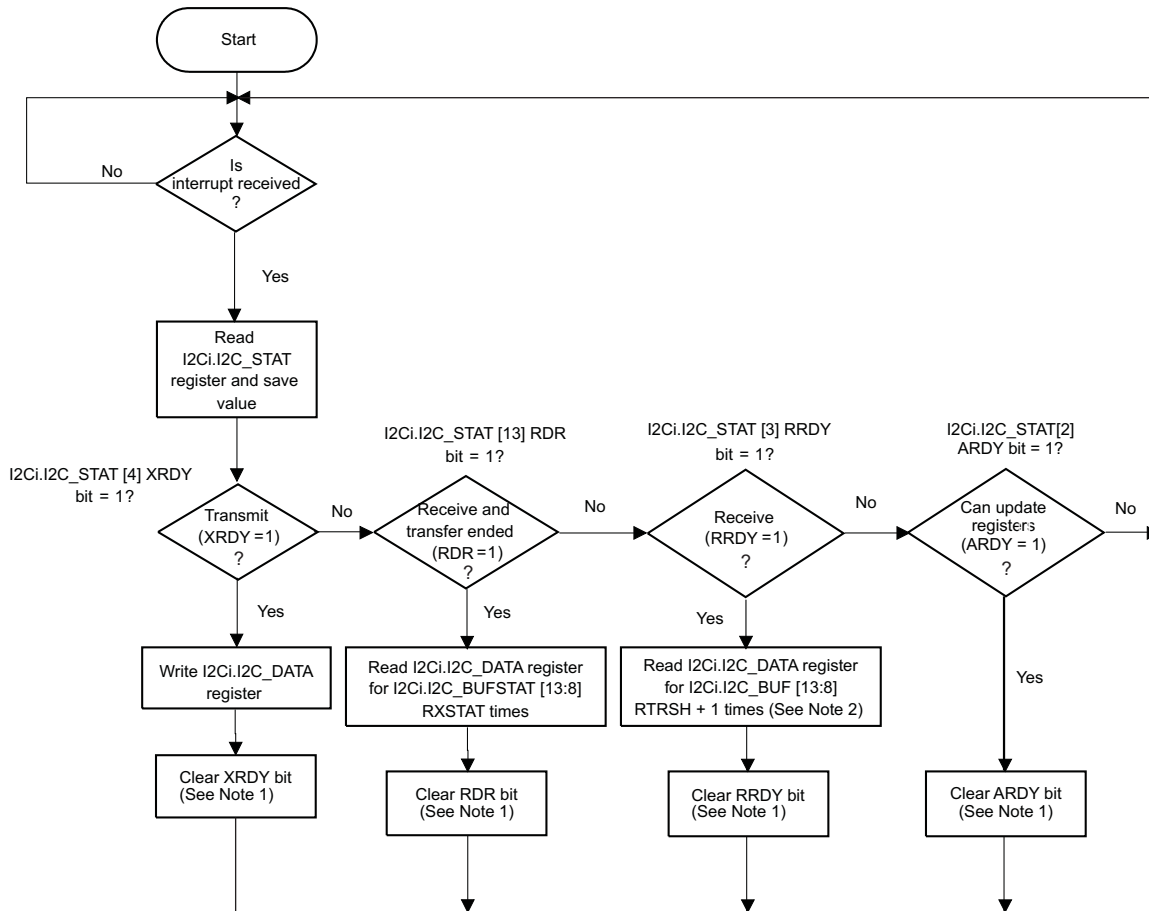 Start
No
Is
interrupt received
?
Yes
Read
I2Ci.I2C_STAT
register and save
value
I2Ci.I2C_STAT [4] XRDY
bit = 1?
I2Ci.I2C_STAT [13] RDR
bit = 1?
I2Ci.I2C_STAT [3] RRDY
bit = 1?
I2Ci.I2C_STAT[2]
ARDY bit = 1?
Transmit
(XRDY =1)
?
No
Receive and
transfer ended
(RDR =1)
?
No
Receive
(RRDY=1)
?
No
Can update
registers
(ARDY = 1)
?
No
Yes
Yes
Yes
Yes
Write I2Ci.I2C_DATA
register
Read I2Ci.I2C_DATA register
for I2Ci.I2C_BUFSTAT [13:8]
RXSTAT times
Read I2Ci.I2C_DATA register
for I2Ci.I2C_BUF [13:8]
RTRSH + 1 times (See Note 2)
Clear XRDY bit
(See Note 1)
Clear RDR bit
(See Note 1)
Clear RRDY bit
(See Note 1)
Clear ARDY bit
(See Note 1)